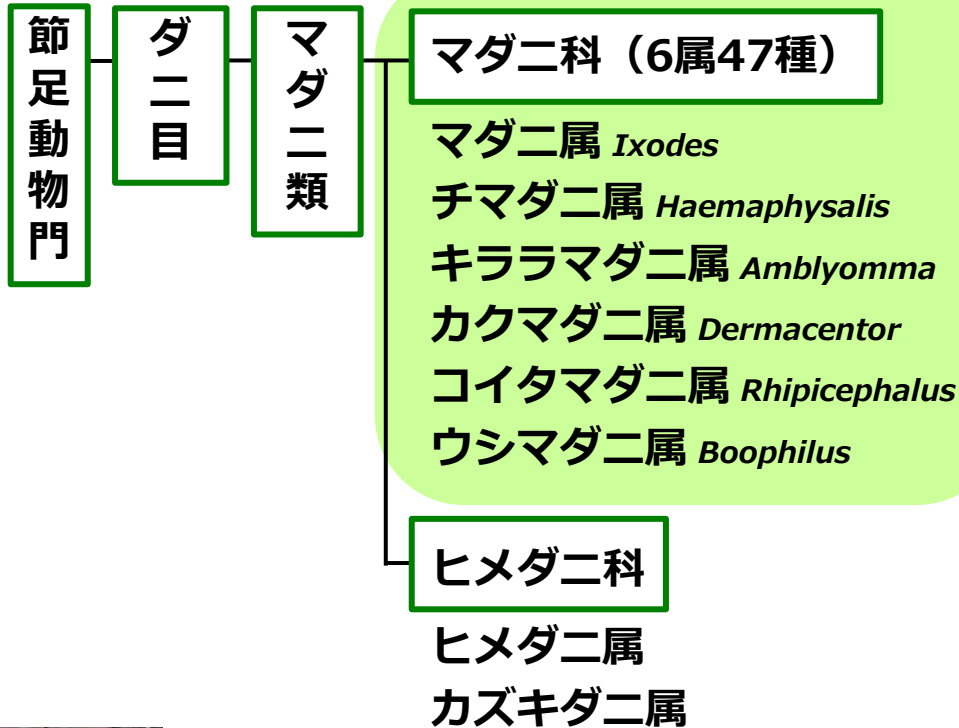 節足動物門
ダニ目
マダニ類
マダニ科（6属47種）
マダニ属 Ixodes
チマダニ属 Haemaphysalis
キララマダニ属 Amblyomma
カクマダニ属 Dermacentor
コイタマダニ属 Rhipicephalus
ウシマダニ属 Boophilus
ヒメダニ科
ヒメダニ属
カズキダニ属